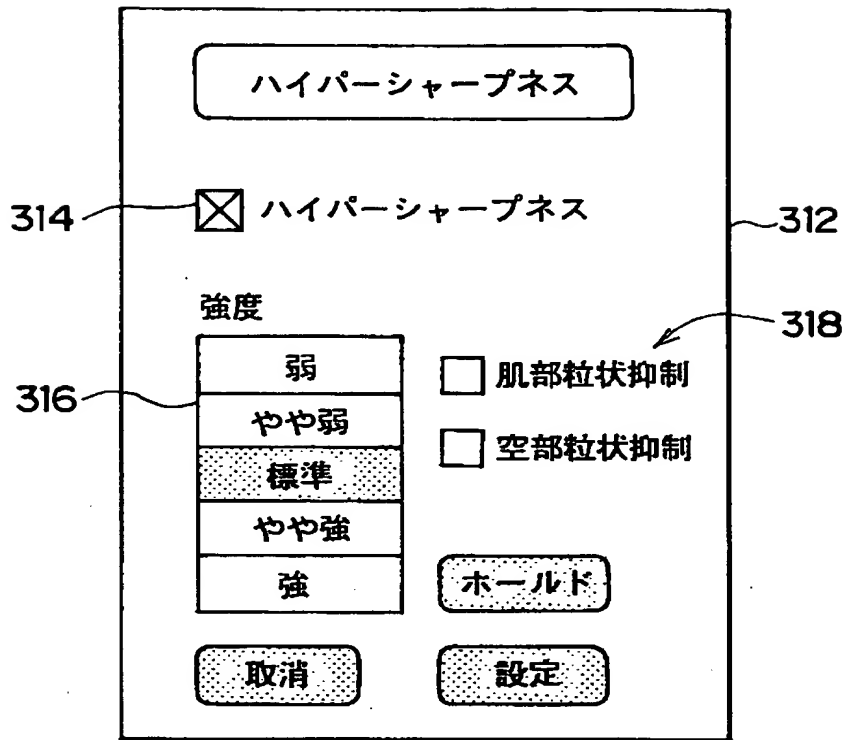 ハイパーシャープネス
314
ハイパーシャープネス
312
強度
318
316
弱
やや弱
標準
やや強
強
肌部粒状抑制
空部粒状抑制
ホールド
取消
設定